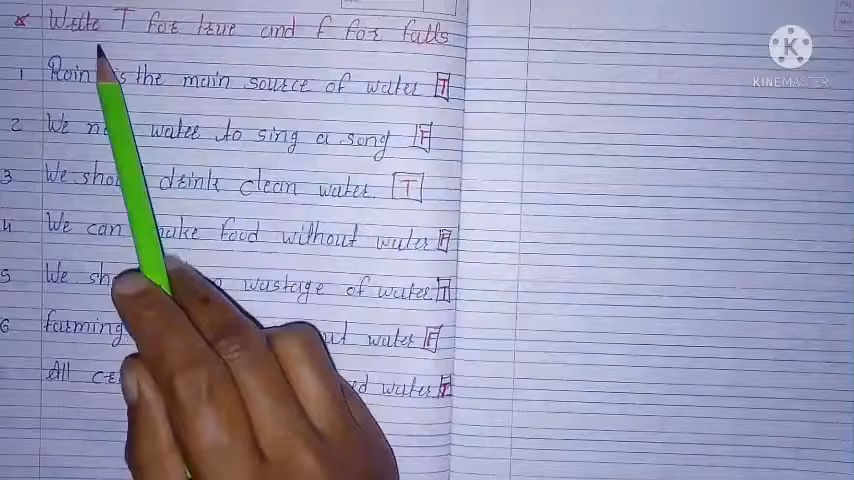 * Write T for true and f for falls
1 Rain is the main source of water T
2 We water to sing a song F
3 We drink clean water. T
4 We can make food without water F
5 We wastage of water T
6 farming water F
All water
KINEMASTER